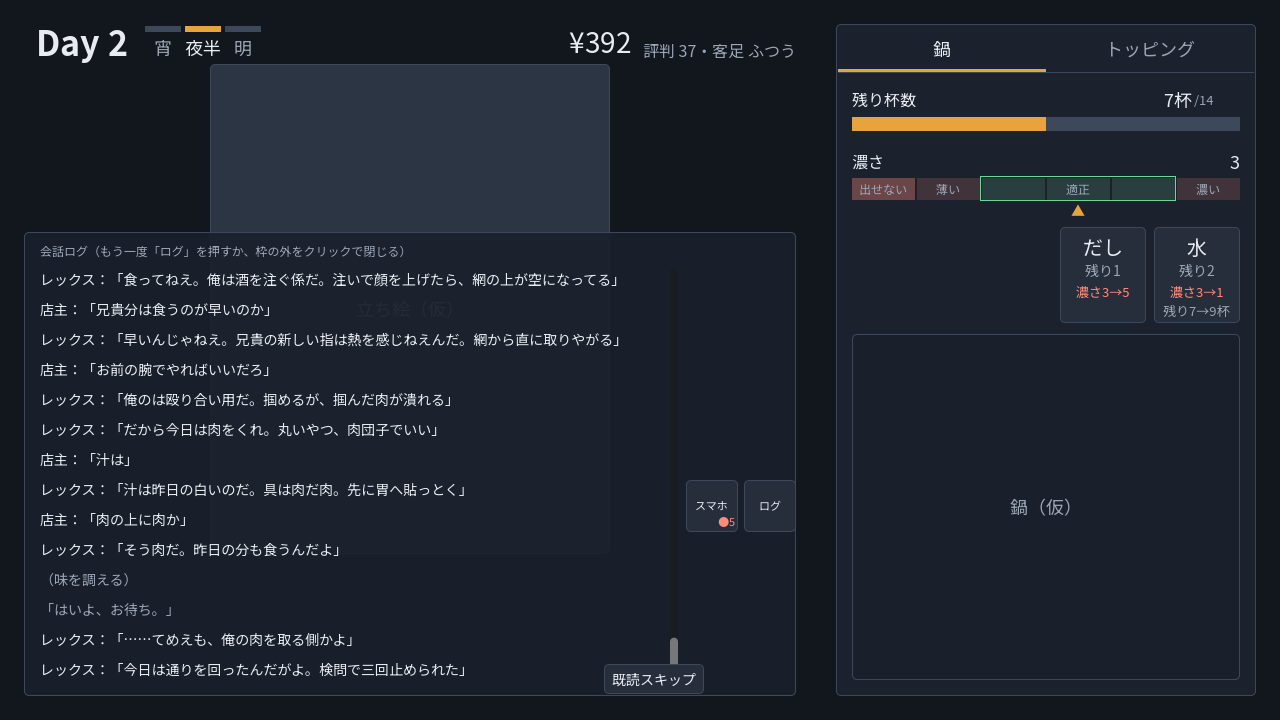 Day 2
宵 夜半 明
¥392
評判 37・客足 ふつう
会話ログ（もう一度「ログ」を押すか、枠の外をクリックで閉じる）
レックス：「食ってねえ。俺は酒を注ぐ係だ。注いで顔を上げたら、網の上が空になってる」
立ち絵（仮）
店主：「兄貴分は食うのが早いのか」
レックス：「早いんじゃねえ。兄貴の新しい指は熱を感じねえんだ。網から直に取りやがる」
店主：「お前の腕でやればいいだろ」
レックス：「俺のは殴り合い用だ。掴めるが、掴んだ肉が潰れる」
レックス：「だから今日は肉をくれ。丸いやつ、肉団子でいい」
店主：「汁は」
レックス：「汁は昨日の白いのだ。具は肉だ肉。先に胃へ貼っとく」
店主：「肉の上に肉か」
レックス：「そう肉だ。昨日の分も食うんだよ」
（味を調える）
「はいよ、お待ち。」
レックス：「……てめえも、俺の肉を取る側かよ」
レックス：「今日は通りを回ったんだがよ。検問で三回止められた」
スマホ
●5
ログ
既読スキップ
鍋
トッピング
残り杯数
7杯/14
濃さ
3
出せない 薄い 適正 濃い
だし
残り1
濃さ3→5
水
残り2
濃さ3→1
残り7→9杯
鍋（仮）